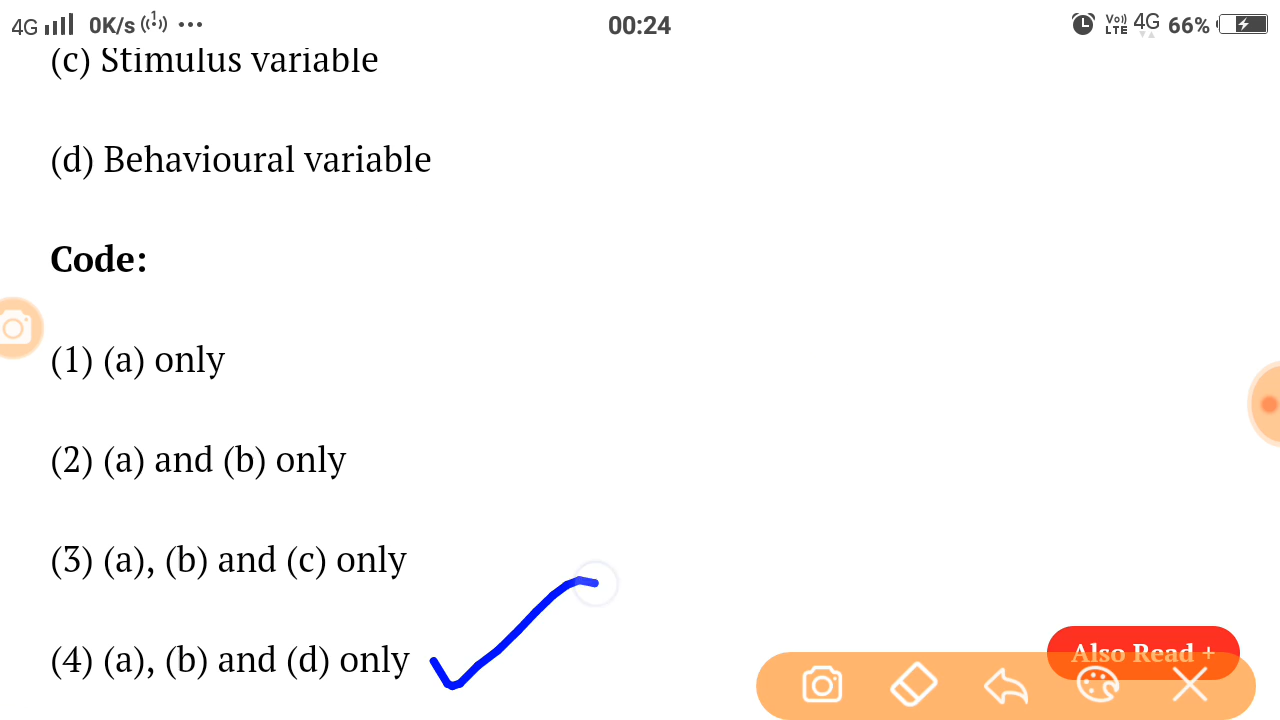 4G 0K/s 00:24 Vo)) LTE 4G 66%
(c) Stimulus variable
(d) Behavioural variable
Code:
(1) (a) only
(2) (a) and (b) only
(3) (a), (b) and (c) only
(4) (a), (b) and (d) only
Also Read +